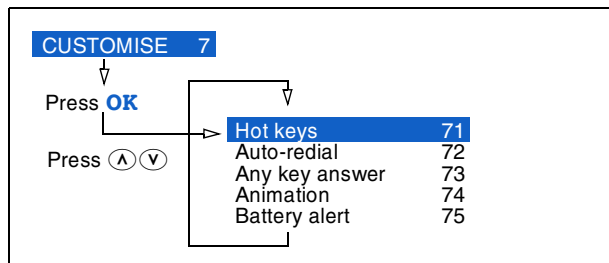 CUSTOMISE 7
Press OK
Press
Hot keys 71
Auto-redial 72
Any key answer 73
Animation 74
Battery alert 75